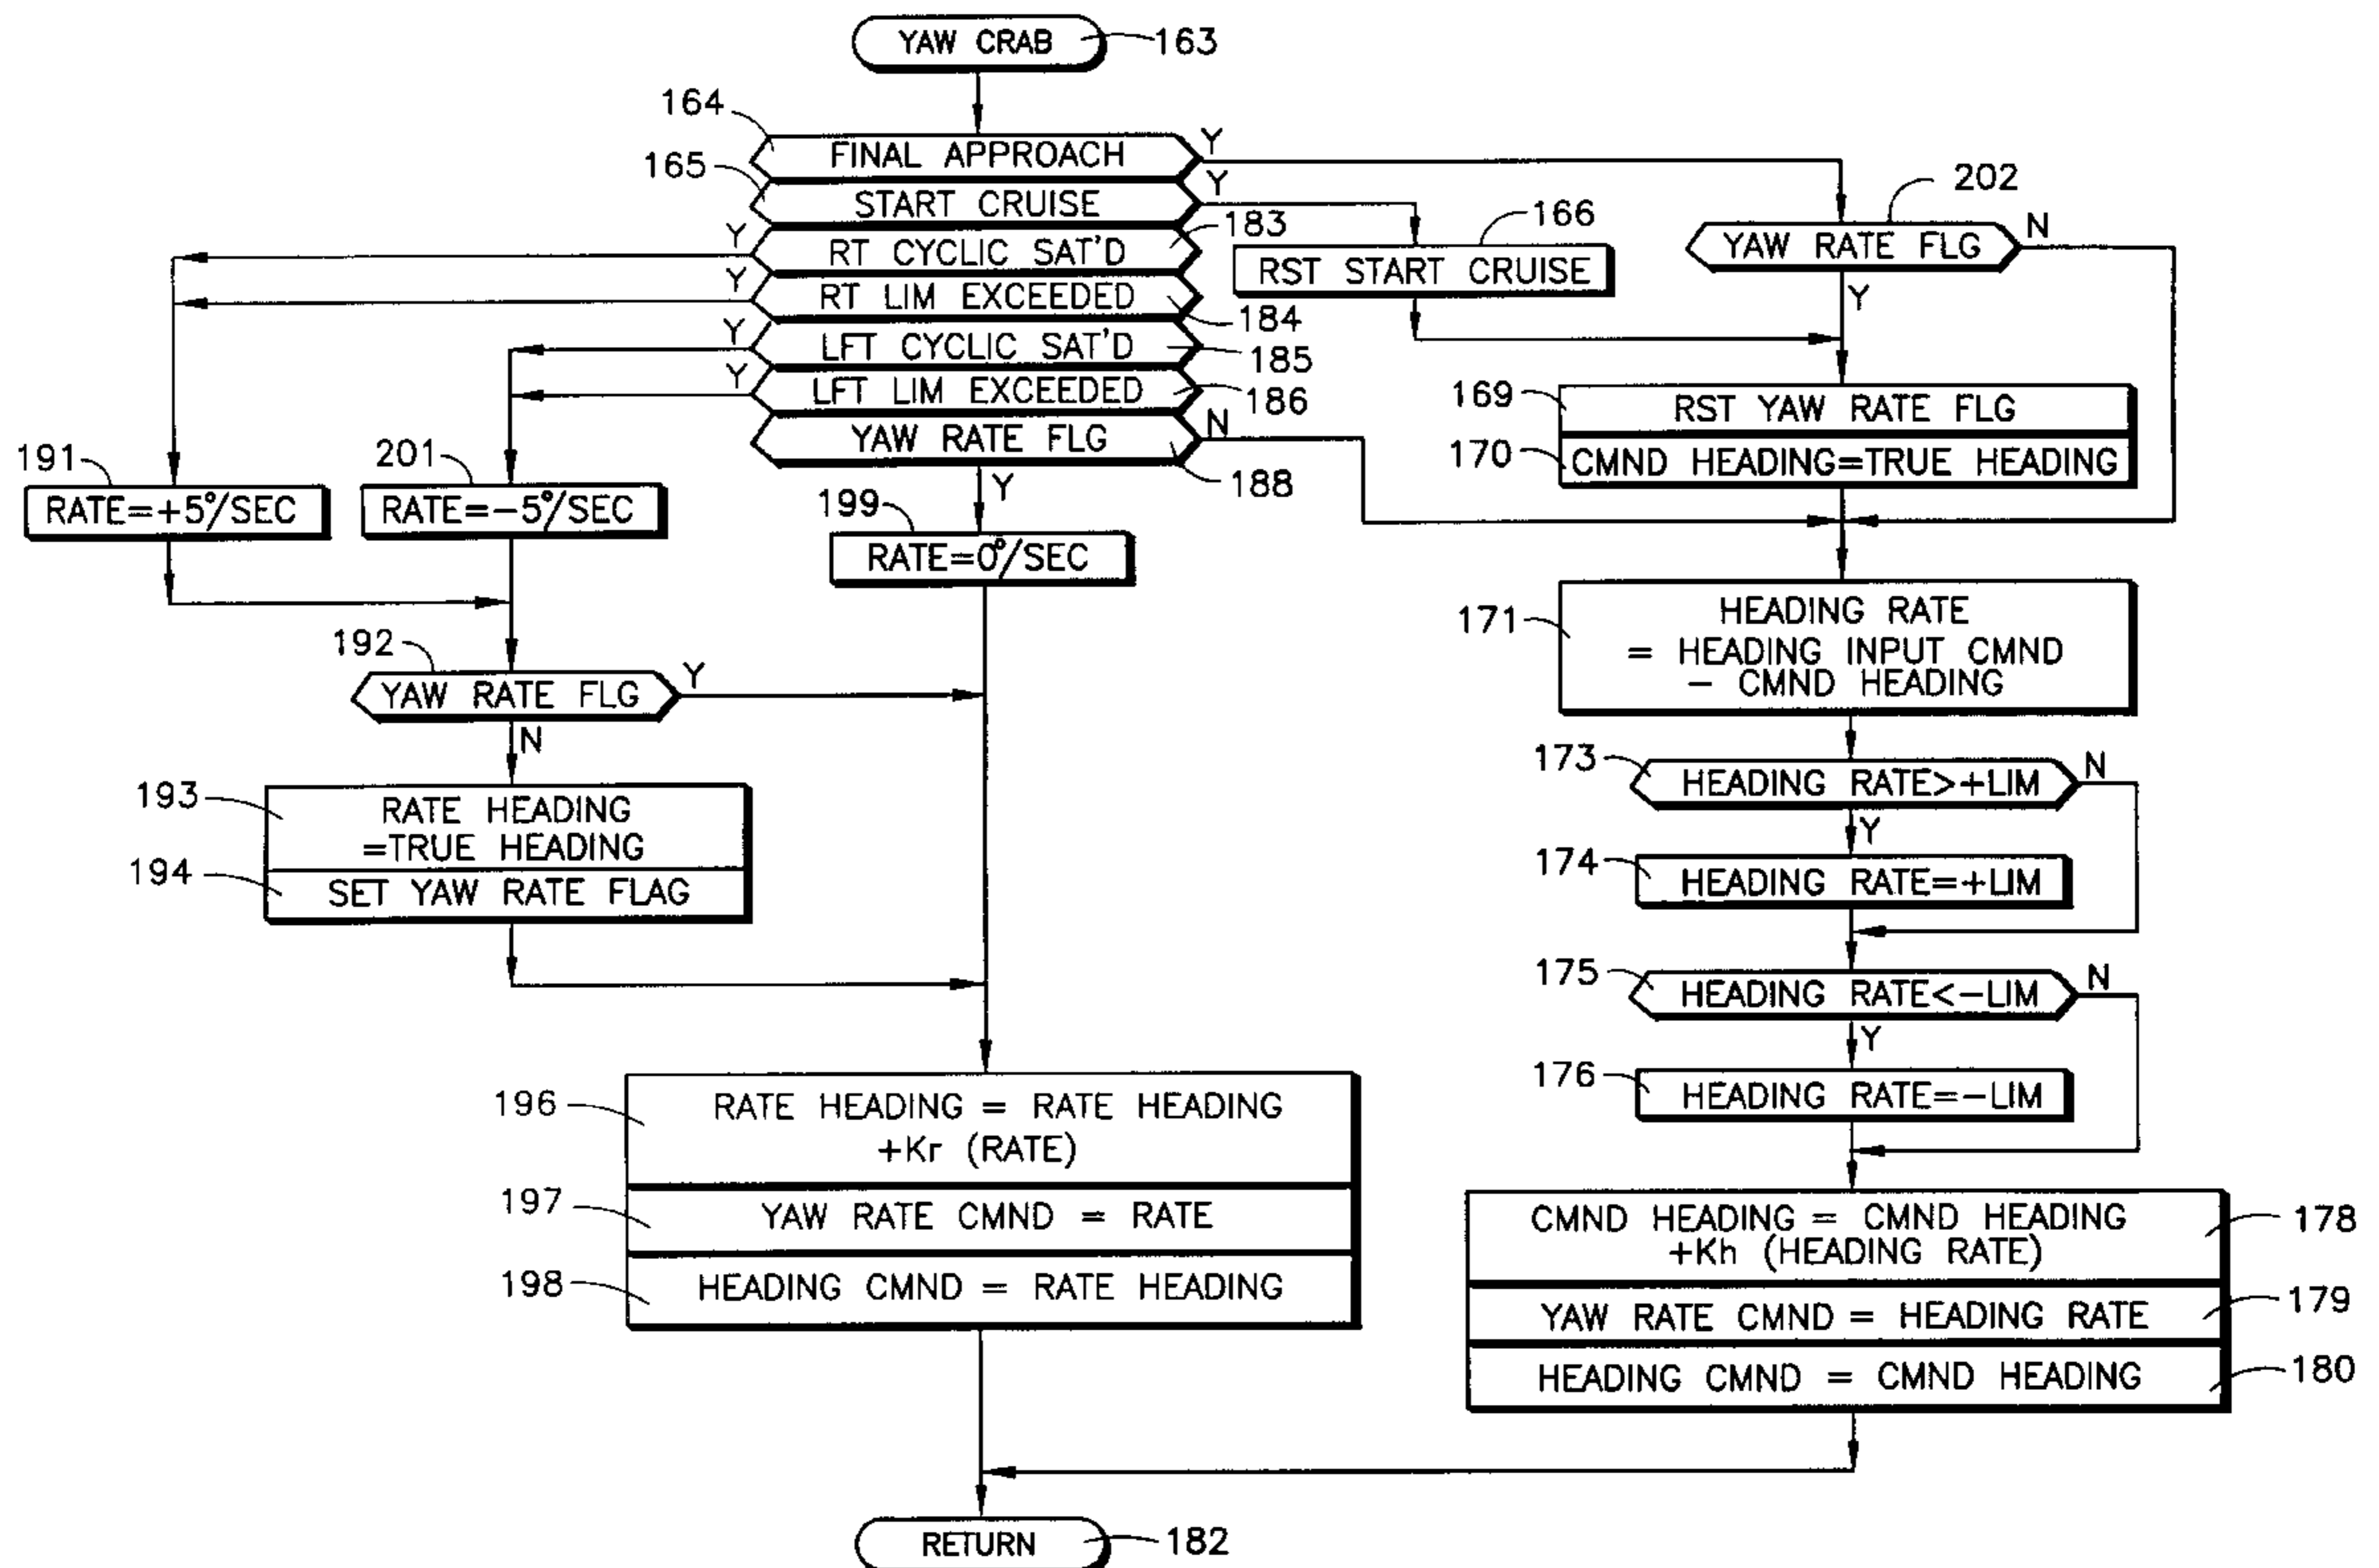 YAW CRAB
163
164
FINAL APPROACH
Y
165
START CRUISE
Y
183
RT CYCLIC SAT'D
Y
RT LIM EXCEEDED
Y
184
LFT CYCLIC SAT'D
Y
185
LFT LIM EXCEEDED
Y
186
YAW RATE FLG
N
188
Y
166
RST START CRUISE
202
YAW RATE FLG
N
Y
169
RST YAW RATE FLG
170
CMND HEADING=TRUE HEADING
191
RATE=+5°/SEC
201
RATE=-5°/SEC
199
RATE=0°/SEC
192
YAW RATE FLG
Y
N
193
RATE HEADING
=TRUE HEADING
194
SET YAW RATE FLAG
171
HEADING RATE
= HEADING INPUT CMND
- CMND HEADING
173
HEADING RATE>+LIM
N
Y
174
HEADING RATE=+LIM
175
HEADING RATE<-LIM
N
Y
176
HEADING RATE=-LIM
196
RATE HEADING = RATE HEADING
+Kr (RATE)
197
YAW RATE CMND = RATE
198
HEADING CMND = RATE HEADING
CMND HEADING = CMND HEADING
+Kh (HEADING RATE)
178
YAW RATE CMND = HEADING RATE
179
HEADING CMND = CMND HEADING
180
RETURN
182